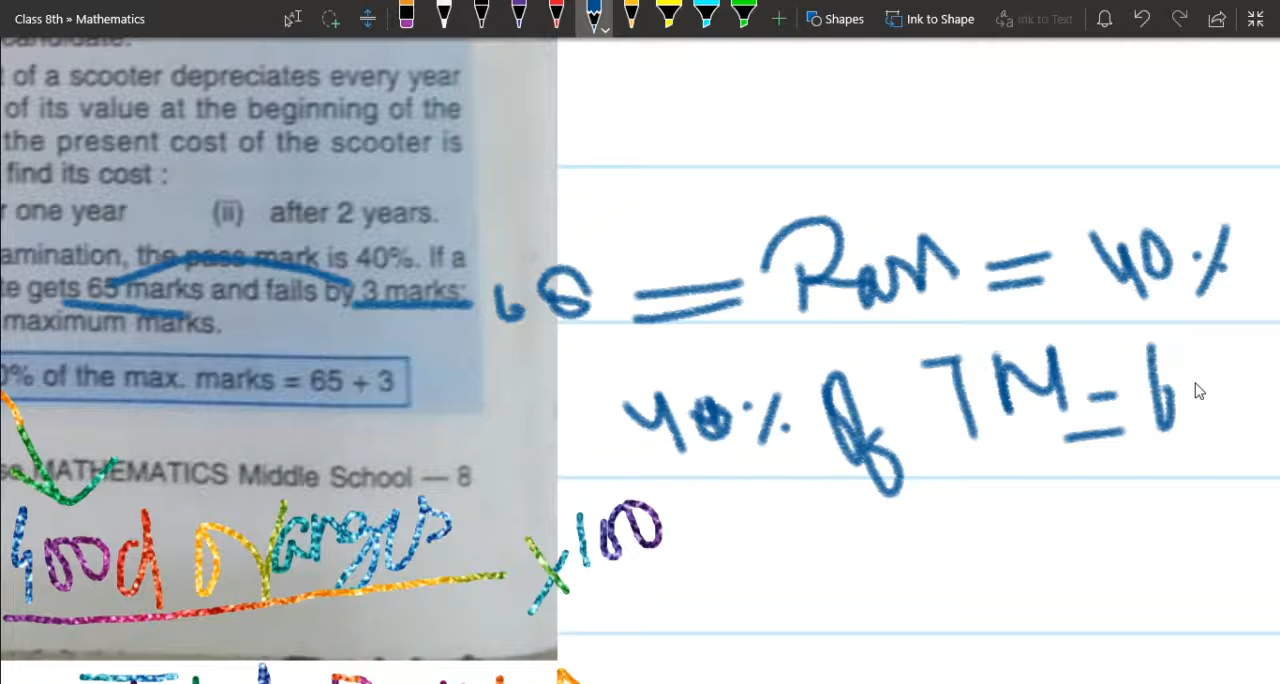 Class 8th » Mathematics
Shapes
Ink to Shape
Ink to Text
candidate.
of a scooter depreciates every year
of its value at the beginning of the
the present cost of the scooter is
find its cost :
one year (ii) after 2 years.
amination, the pass mark is 40%. If a
te gets 65 marks and fails by 3 marks;
maximum marks.
0% of the max. marks = 65 + 3
MATHEMATICS Middle School — 8
68 = Pass = 40%
40% of TM = 6
good oranges × 100